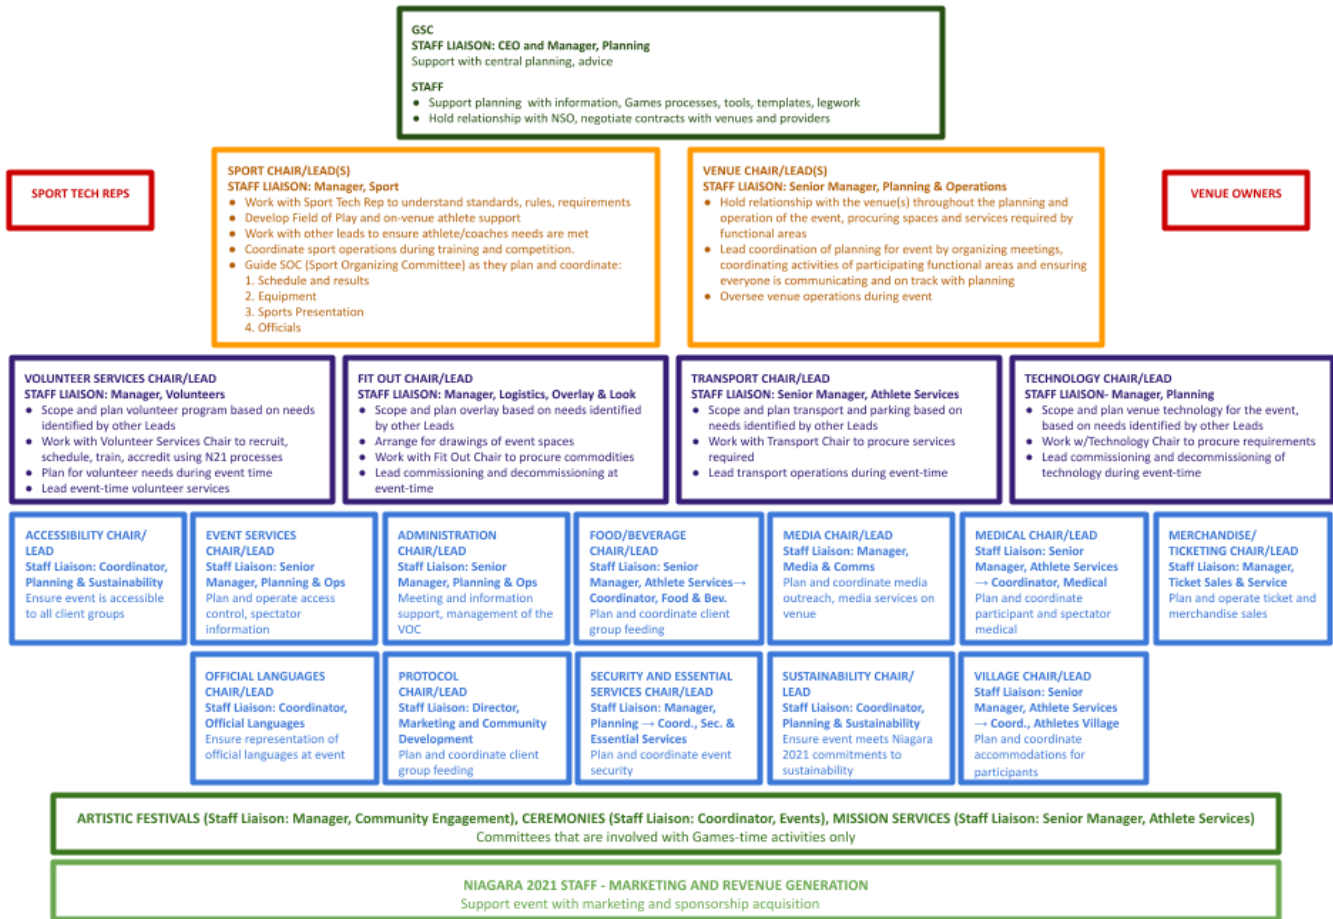 GSC
STAFF LIAISON: CEO and Manager, Planning
Support with central planning, advice
STAFF
● Support planning with information, Games processes, tools, templates, legwork
● Hold relationship with NSO, negotiate contracts with venues and providers
SPORT TECH REPS
SPORT CHAIR/LEAD(S)
STAFF LIAISON: Manager, Sport
● Work with Sport Tech Rep to understand standards, rules, requirements
● Develop Field of Play and on-venue athlete support
● Work with other leads to ensure athlete/coaches needs are met
● Coordinate sport operations during training and competition.
● Guide SOC (Sport Organizing Committee) as they plan and coordinate:
1. Schedule and results
2. Equipment
3. Sports Presentation
4. Officials
VENUE CHAIR/LEAD(S)
STAFF LIAISON: Senior Manager, Planning & Operations
● Hold relationship with the venue(s) throughout the planning and
operation of the event, procuring spaces and services required by
functional areas
● Lead coordination of planning for event by organizing meetings,
coordinating activities of participating functional areas and ensuring
everyone is communicating and on track with planning
● Oversee venue operations during event
VENUE OWNERS
VOLUNTEER SERVICES CHAIR/LEAD
STAFF LIAISON: Manager, Volunteers
● Scope and plan volunteer program based on needs
identified by other Leads
● Work with Volunteer Services Chair to recruit,
schedule, train, accredit using N21 processes
● Plan for volunteer needs during event time
● Lead event-time volunteer services
FIT OUT CHAIR/LEAD
STAFF LIAISON: Manager, Logistics, Overlay & Look
● Scope and plan overlay based on needs identified
by other Leads
● Arrange for drawings of event spaces
● Work with Fit Out Chair to procure commodities
● Lead commissioning and decommissioning at
event-time
TRANSPORT CHAIR/LEAD
STAFF LIAISON: Senior Manager, Athlete Services
● Scope and plan transport and parking based on
needs identified by other Leads
● Work with Transport Chair to procure services
required
● Lead transport operations during event-time
TECHNOLOGY CHAIR/LEAD
STAFF LIAISON- Manager, Planning
● Scope and plan venue technology for the event,
based on needs identified by other Leads
● Work w/Technology Chair to procure requirements
● Lead commissioning and decommissioning of
technology during event-time
ACCESSIBILITY CHAIR/
LEAD
Staff Liaison: Coordinator,
Planning & Sustainability
Ensure event is accessible
to all client groups
EVENT SERVICES
CHAIR/LEAD
Staff Liaison: Senior
Manager, Planning & Ops
Plan and operate access
control, spectator
information
ADMINISTRATION
CHAIR/LEAD
Staff Liaison: Senior
Manager, Planning & Ops
Meeting and information
support, management of the
VOC
FOOD/BEVERAGE
CHAIR/LEAD
Staff Liaison: Senior
Manager, Athlete Services→
Coordinator, Food & Bev.
Plan and coordinate client
group feeding
MEDIA CHAIR/LEAD
Staff Liaison: Manager,
Media & Comms
Plan and coordinate media
outreach, media services on
venue
MEDICAL CHAIR/LEAD
Staff Liaison: Senior
Manager, Athlete Services
→ Coordinator, Medical
Plan and coordinate
participant and spectator
medical
MERCHANDISE/
TICKETING CHAIR/LEAD
Staff Liaison: Manager,
Ticket Sales & Service
Plan and operate ticket and
merchandise sales
OFFICIAL LANGUAGES
CHAIR/LEAD
Staff Liaison: Coordinator,
Official Languages
Ensure representation of
official languages at event
PROTOCOL
CHAIR/LEAD
Staff Liaison: Director,
Marketing and Community
Development
Plan and coordinate client
group feeding
SECURITY AND ESSENTIAL
SERVICES CHAIR/LEAD
Staff Liaison: Manager,
Planning → Coord., Sec. &
Essential Services
Plan and coordinate event
security
SUSTAINABILITY CHAIR/
LEAD
Staff Liaison: Coordinator,
Planning & Sustainability
Ensure event meets Niagara
2021 commitments to
sustainability
VILLAGE CHAIR/LEAD
Staff Liaison: Senior
Manager, Athlete Services
→ Coord., Athletes Village
Plan and coordinate
accommodations for
participants
ARTISTIC FESTIVALS (Staff Liaison: Manager, Community Engagement), CEREMONIES (Staff Liaison: Coordinator, Events), MISSION SERVICES (Staff Liaison: Senior Manager, Athlete Services)
Committees that are involved with Games-time activities only
NIAGARA 2021 STAFF - MARKETING AND REVENUE GENERATION
Support event with marketing and sponsorship acquisition